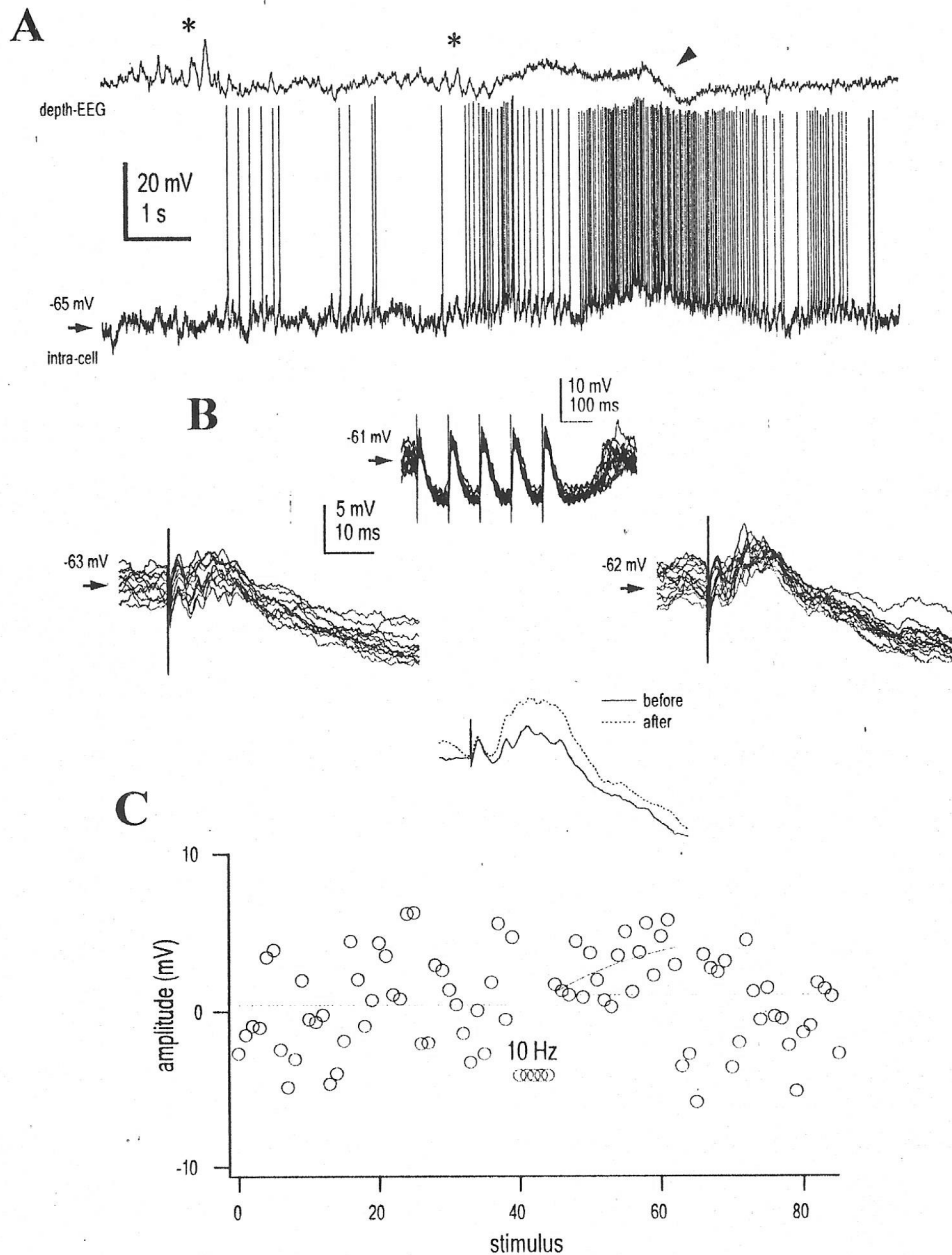 A
*
*
depth-EEG
20 mV
1 s
-65 mV
intra-cell
B
10 mV
100 ms
-61 mV
5 mV
10 ms
-63 mV
-62 mV
before
after
C
10
0
-10
amplitude (mV)
10 Hz
0
20
40
60
80
stimulus